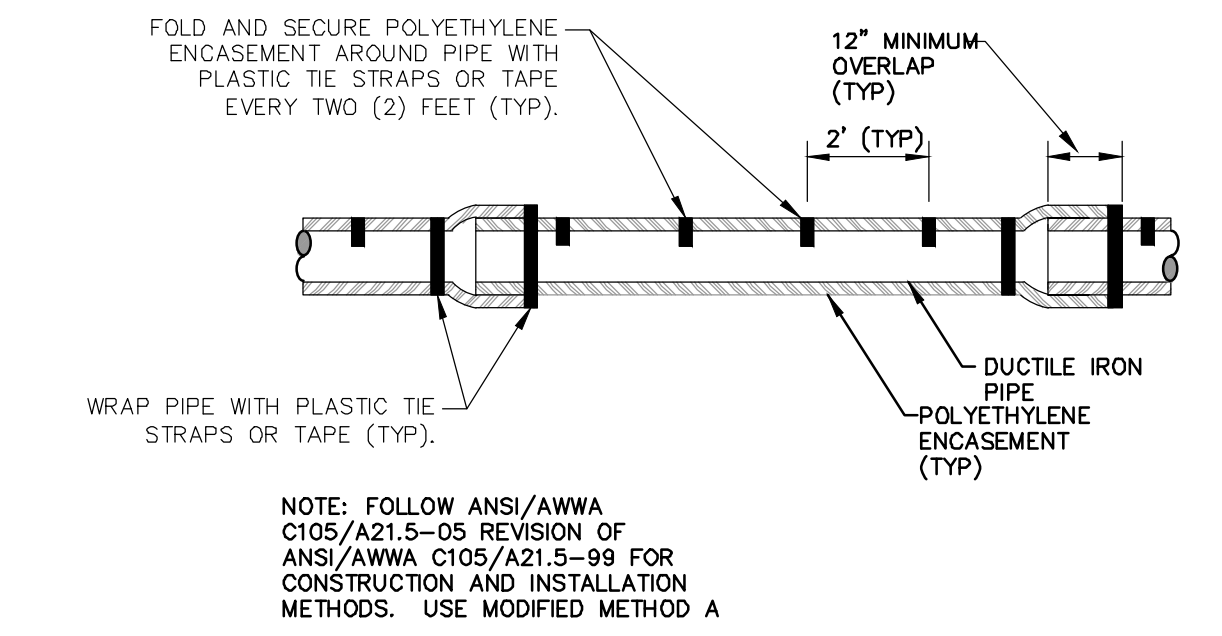 FOLD AND SECURE POLYETHYLENE
ENCASEMENT AROUND PIPE WITH
PLASTIC TIE STRAPS OR TAPE
EVERY TWO (2) FEET (TYP).
12" MINIMUM
OVERLAP
(TYP)
2' (TYP)
DUCTILE IRON
PIPE
POLYETHYLENE
ENCASEMENT
(TYP)
WRAP PIPE WITH PLASTIC TIE
STRAPS OR TAPE (TYP).
NOTE: FOLLOW ANSI/AWWA
C105/A21.5-05 REVISION OF
ANSI/AWWA C105/A21.5-99 FOR
CONSTRUCTION AND INSTALLATION
METHODS. USE MODIFIED METHOD A